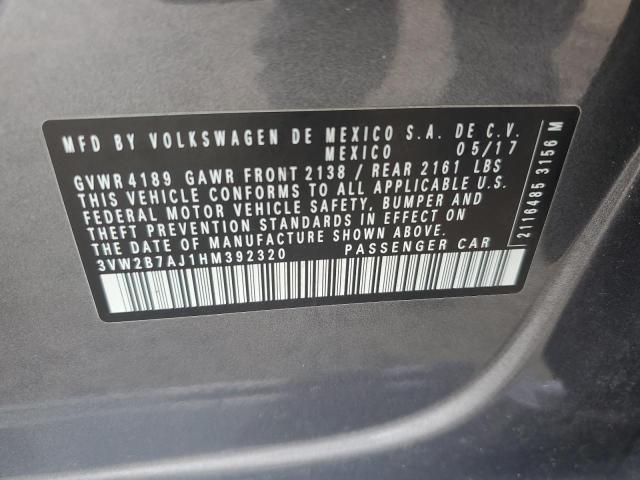 MFD BY VOLKSWAGEN DE MEXICO S.A. DE C.V.
MEXICO 05/17
GVWR 4189 GAWR FRONT 2138 / REAR 2161 LBS
THIS VEHICLE CONFORMS TO ALL APPLICABLE U.S.
FEDERAL MOTOR VEHICLE SAFETY, BUMPER AND
THEFT PREVENTION STANDARDS IN EFFECT ON
THE DATE OF MANUFACTURE SHOWN ABOVE.
3VW2B7AJ1HM392320 PASSENGER CAR
2116485 3156 M